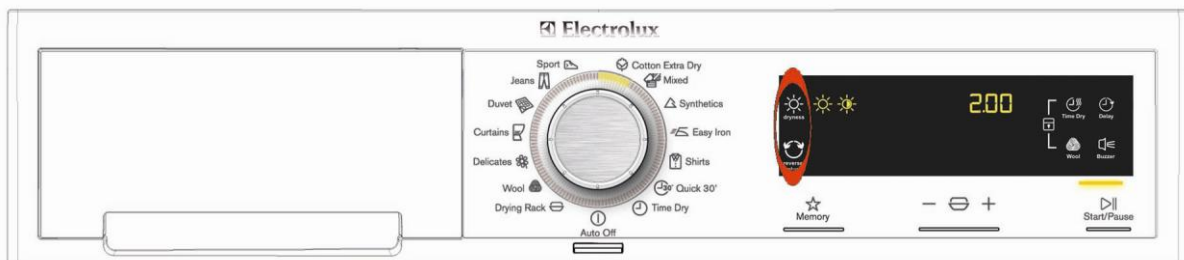 Electrolux
Sport
Cotton Extra Dry
Jeans
Mixed
Duvet
Synthetics
Curtains
Easy Iron
Delicates
Shirts
Wool
30' Quick 30'
Drying Rack
Time Dry
Auto Off
dryness
2.00
Time Dry
Delay
reverse
Wool
Buzzer
Memory
− +
Start/Pause